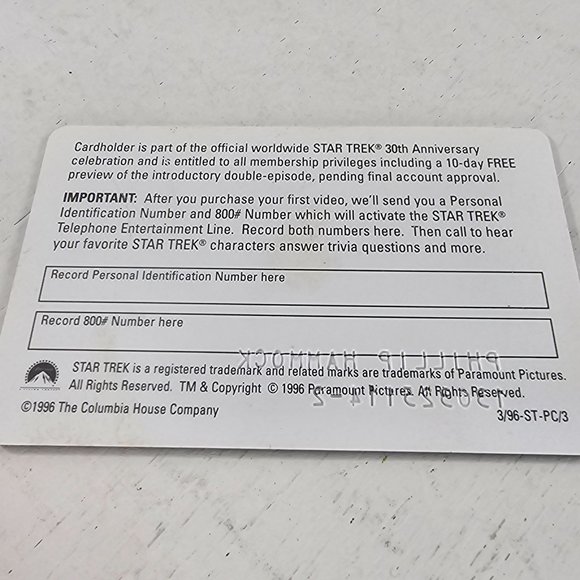 Cardholder is part of the official worldwide STAR TREK® 30th Anniversary
celebration and is entitled to all membership privileges including a 10-day FREE
preview of the introductory double-episode, pending final account approval.
IMPORTANT: After you purchase your first video, we'll send you a Personal
Identification Number and 800# Number which will activate the STAR TREK®
Telephone Entertainment Line. Record both numbers here. Then call to hear
your favorite STAR TREK® characters answer trivia questions and more.
Record Personal Identification Number here
Record 800# Number here
PHILLIP HAMMOCK
STAR TREK is a registered trademark and related marks are trademarks of Paramount Pictures.
All Rights Reserved. TM & Copyright © 1996 Paramount Pictures. All Rights Reserved.
©1996 The Columbia House Company
3/96-ST-PC/3